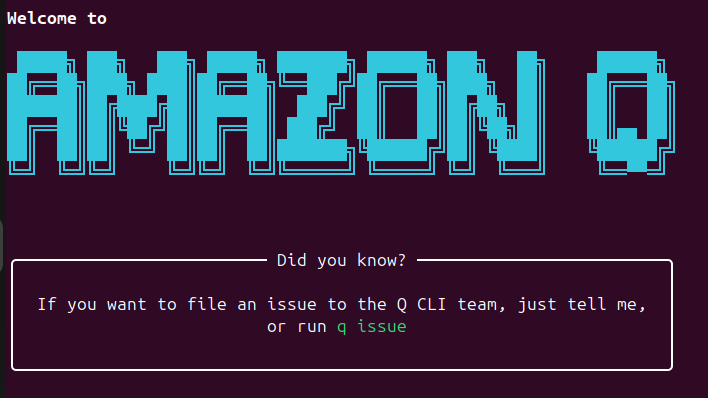 Welcome to
AMAZON Q
Did you know?
If you want to file an issue to the Q CLI team, just tell me,
or run q issue